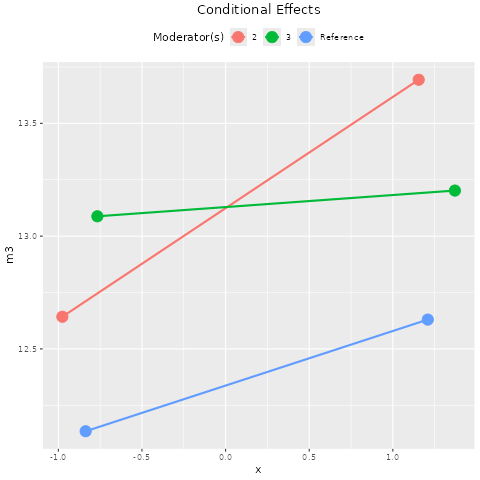 Conditional Effects
Moderator(s) 2 3 Reference
13.5
13.0
12.5
m3
-1.0 -0.5 0.0 0.5 1.0
x